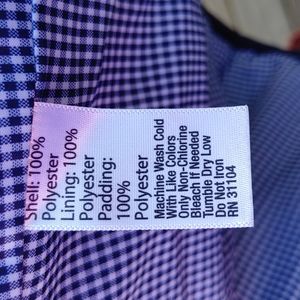 Shell: 100%
Polyester
Lining: 100%
Polyester
Padding:
100%
Polyester
Machine Wash Cold
With Like Colors
Only Non-Chlorine
Bleach If Needed
Tumble Dry Low
Do Not Iron
RN 31104